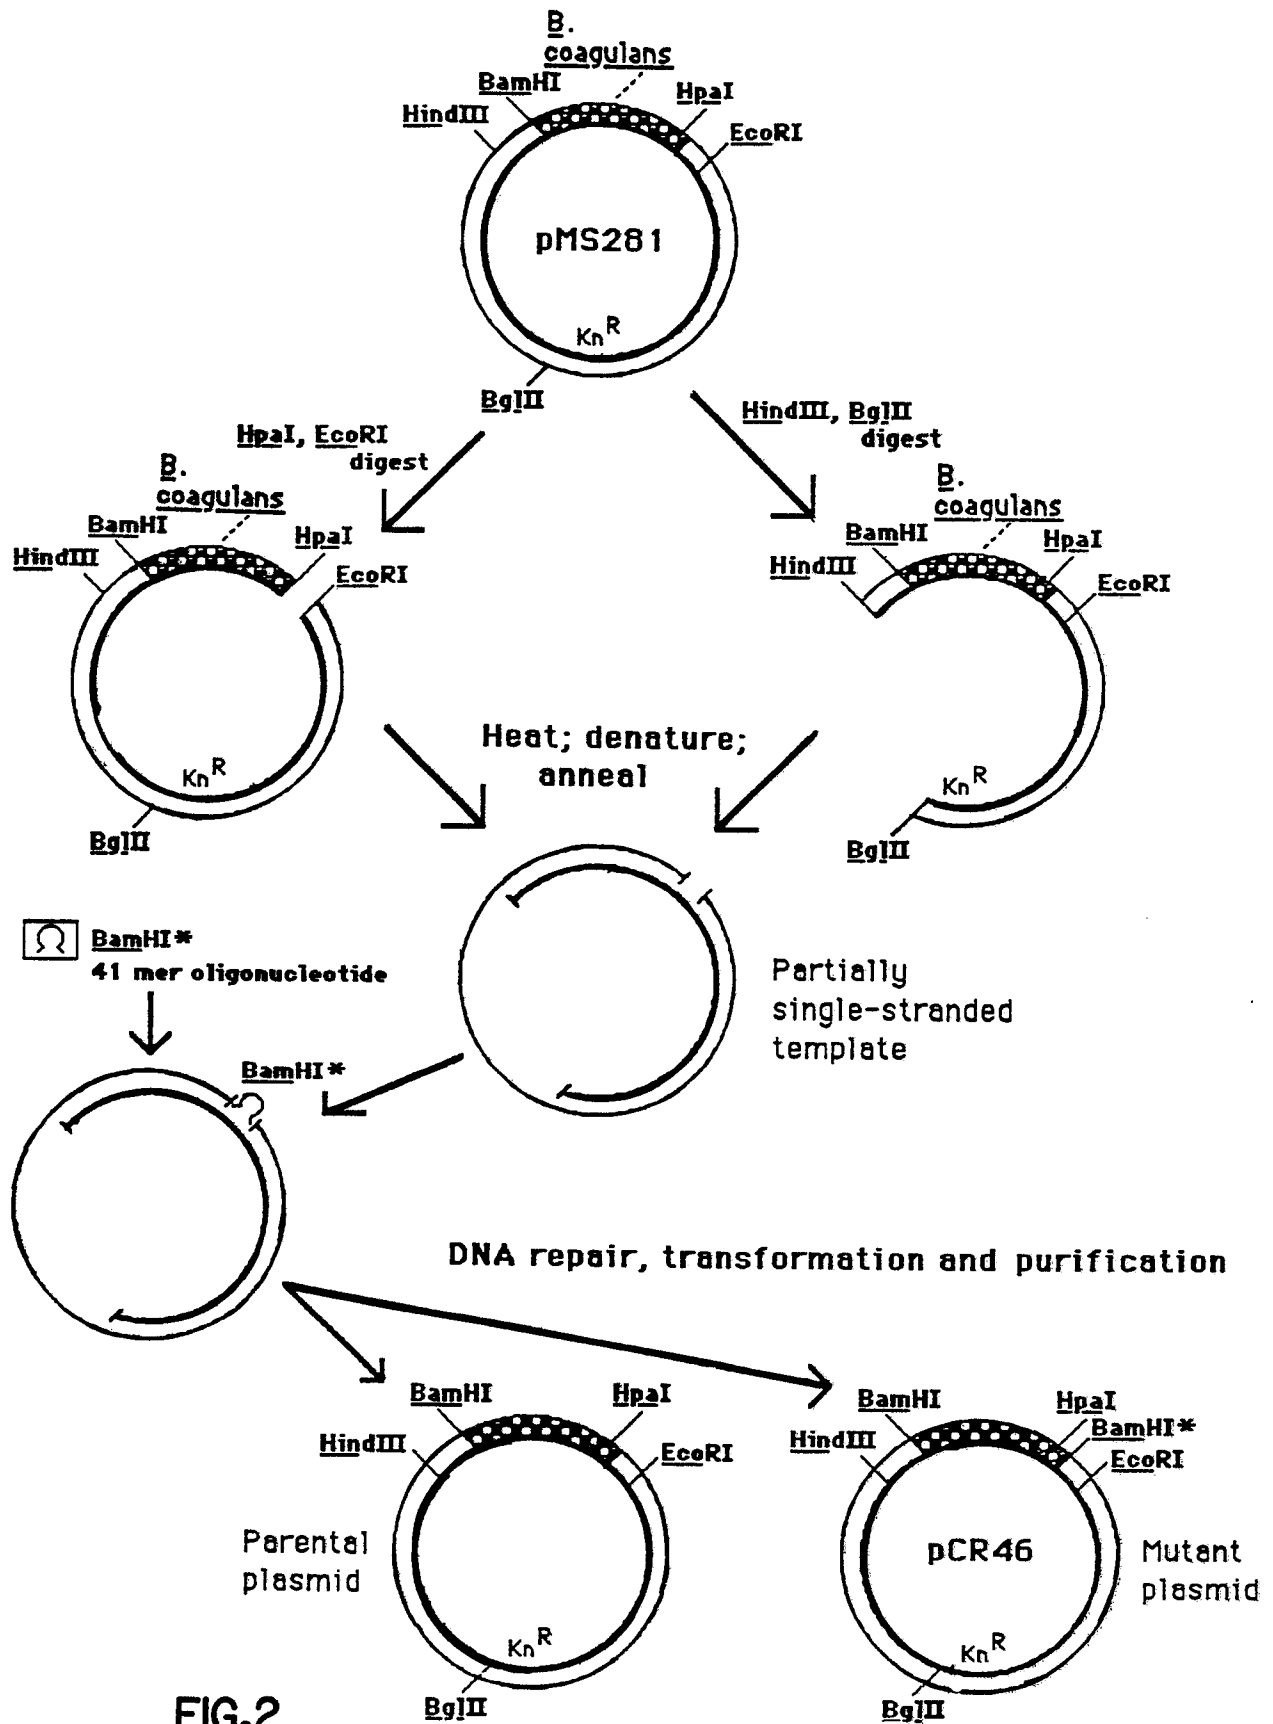 B.
coagulans
BamHI
HpaI
HindIII
EcoRI
pMS281
KnR
BglII
HpaI, EcoRI
digest
HindIII, BglII
digest
B.
coagulans
BamHI
HpaI
HindIII
EcoRI
KnR
BglII
B.
coagulans
BamHI
HpaI
HindIII
EcoRI
KnR
BglII
Heat; denature;
anneal
Ω BamHI*
41 mer oligonucleotide
Partially
single-stranded
template
BamHI*
DNA repair, transformation and purification
BamHI
HpaI
HindIII
EcoRI
Parental
plasmid
KnR
BglII
BamHI
HpaI
BamHI*
HindIII
EcoRI
pCR46
Mutant
plasmid
KnR
BglII
FIG.2